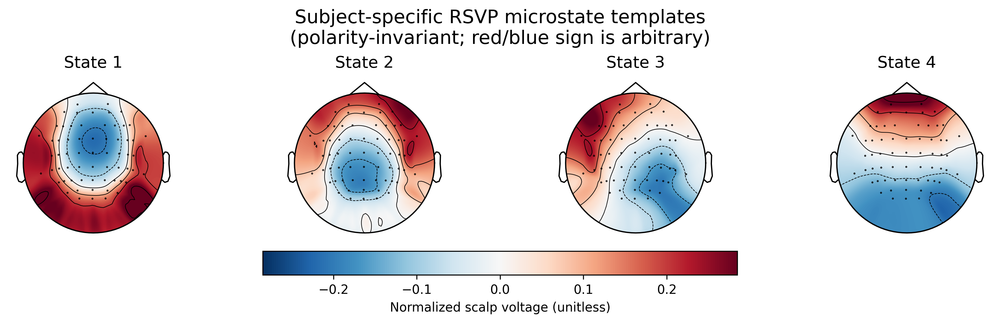 Subject-specific RSVP microstate templates
(polarity-invariant; red/blue sign is arbitrary)
State 1
State 2
State 3
State 4
−0.2
−0.1
0.0
0.1
0.2
Normalized scalp voltage (unitless)